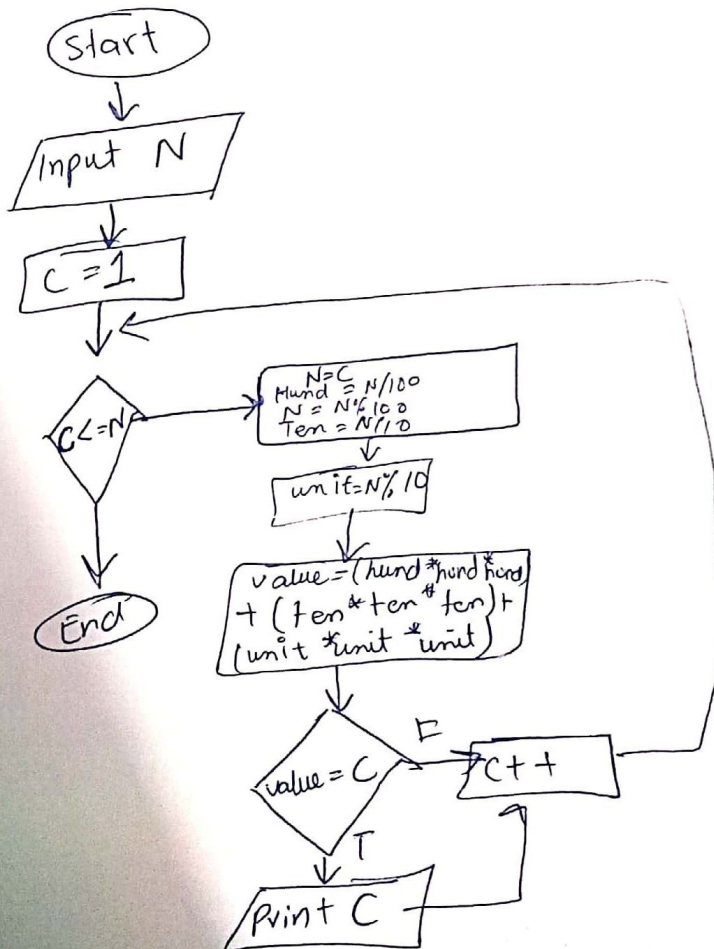 Start
Input N
C = 1
C<=N
N=C
Hund = N/100
N = N%100
Ten = N/10
unit=N%10
value=(hund*hund*hund)
+ (ten*ten*ten)+
(unit*unit*unit)
End
value = C
F
C++
T
Print C